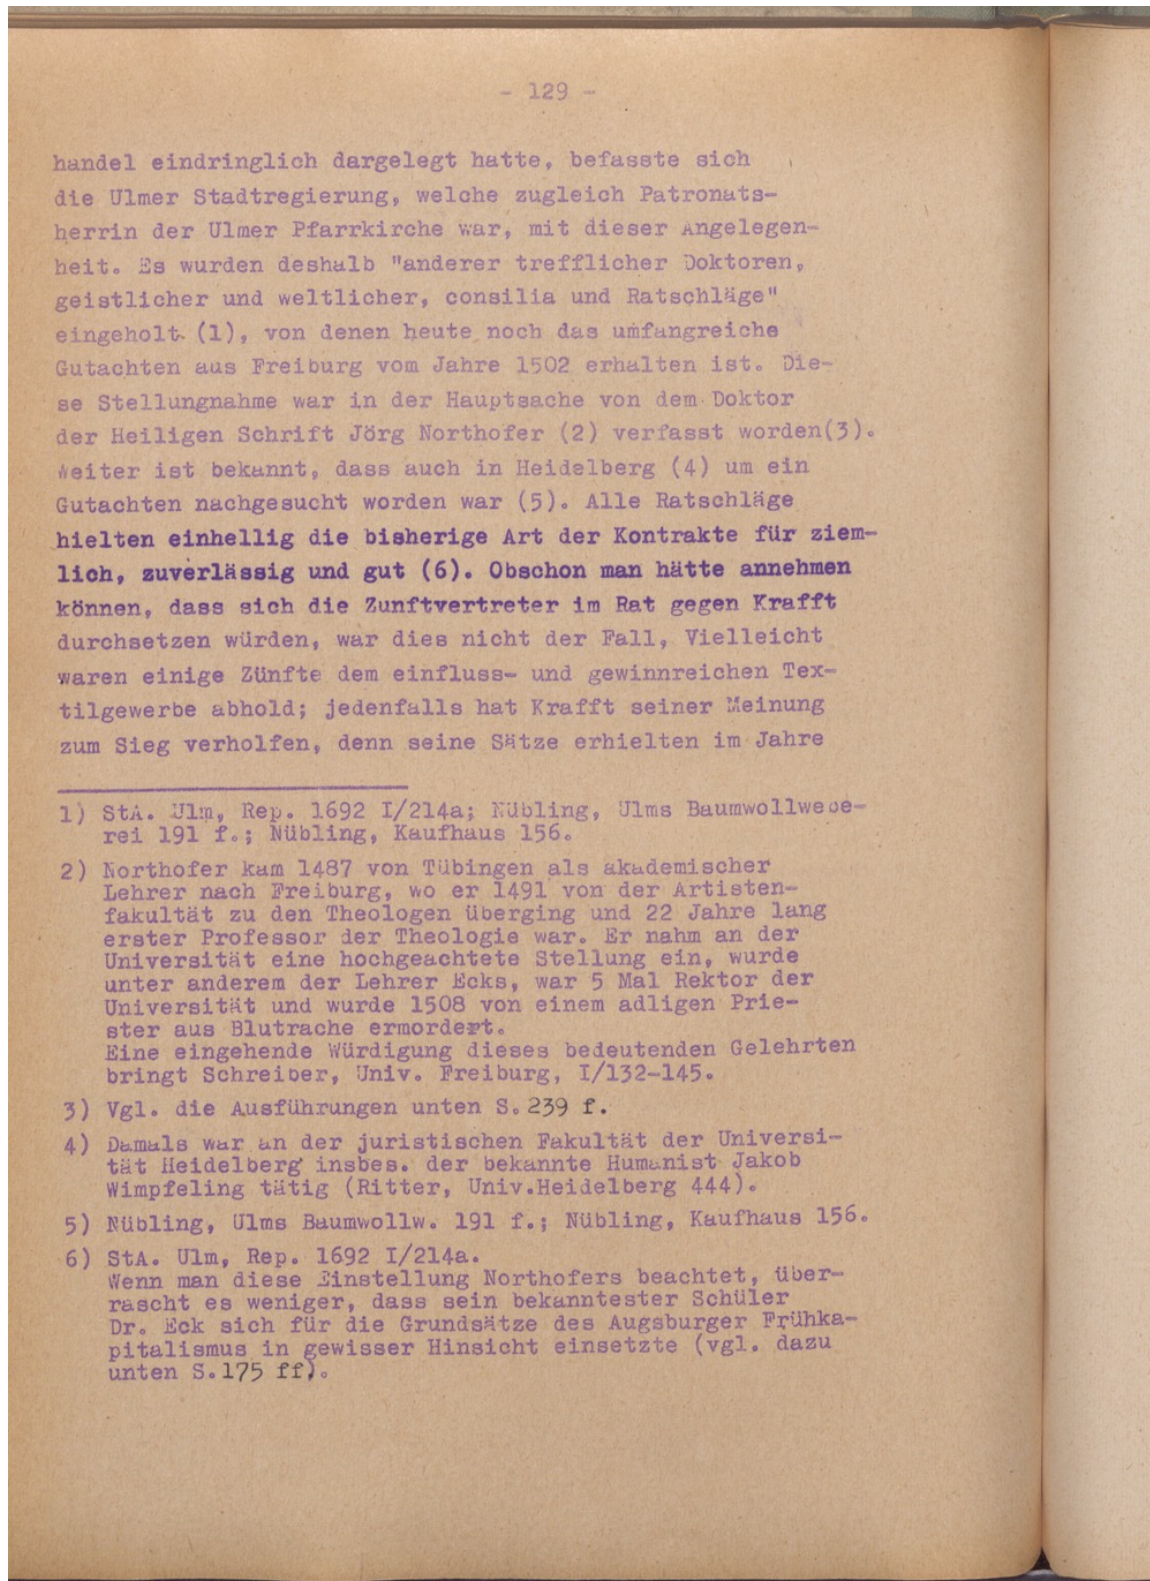 - 129 -
handel eindringlich dargelegt hatte, befasste sich
die Ulmer Stadtregierung, welche zugleich Patronats-
herrin der Ulmer Pfarrkirche war, mit dieser Angelegen-
heit. Es wurden deshalb "anderer trefflicher Doktoren,
geistlicher und weltlicher, consilia und Ratschläge"
eingeholt (1), von denen heute noch das umfangreiche
Gutachten aus Freiburg vom Jahre 1502 erhalten ist. Die-
se Stellungnahme war in der Hauptsache von dem Doktor
der Heiligen Schrift Jörg Northofer (2) verfasst worden(3).
Weiter ist bekannt, dass auch in Heidelberg (4) um ein
Gutachten nachgesucht worden war (5). Alle Ratschläge
hielten einhellig die bisherige Art der Kontrakte für ziem-
lich, zuverlässig und gut (6). Obschon man hätte annehmen
können, dass sich die Zunftvertreter im Rat gegen Krafft
durchsetzen würden, war dies nicht der Fall, Vielleicht
waren einige Zünfte dem einfluss- und gewinnreichen Tex-
tilgewerbe abhold; jedenfalls hat Krafft seiner Meinung
zum Sieg verholfen, denn seine Sätze erhielten im Jahre
1) StA. Ulm, Rep. 1692 I/214a; Nübling, Ulms Baumwollwebe-
rei 191 f.; Nübling, Kaufhaus 156.
2) Northofer kam 1487 von Tübingen als akademischer
Lehrer nach Freiburg, wo er 1491 von der Artisten-
fakultät zu den Theologen überging und 22 Jahre lang
erster Professor der Theologie war. Er nahm an der
Universität eine hochgeachtete Stellung ein, wurde
unter anderem der Lehrer Ecks, war 5 Mal Rektor der
Universität und wurde 1508 von einem adligen Prie-
ster aus Blutrache ermordert.
Eine eingehende Würdigung dieses bedeutenden Gelehrten
bringt Schreiber, Univ. Freiburg, I/132-145.
3) Vgl. die Ausführungen unten S.239 f.
4) Damals war an der juristischen Fakultät der Universi-
tät Heidelberg insbes. der bekannte Humanist Jakob
Wimpfeling tätig (Ritter, Univ.Heidelberg 444).
5) Nübling, Ulms Baumwollw. 191 f.; Nübling, Kaufhaus 156.
6) StA. Ulm, Rep. 1692 I/214a.
Wenn man diese Einstellung Northofers beachtet, über-
rascht es weniger, dass sein bekanntester Schüler
Dr. Eck sich für die Grundsätze des Augsburger Frühka-
pitalismus in gewisser Hinsicht einsetzte (vgl. dazu
unten S.175 ff).